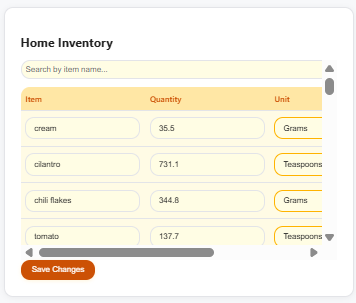 Home Inventory
Search by item name...
Item Quantity Unit
cream 35.5 Grams
cilantro 731.1 Teaspoons
chili flakes 344.8 Grams
tomato 137.7 Teaspoons
Save Changes